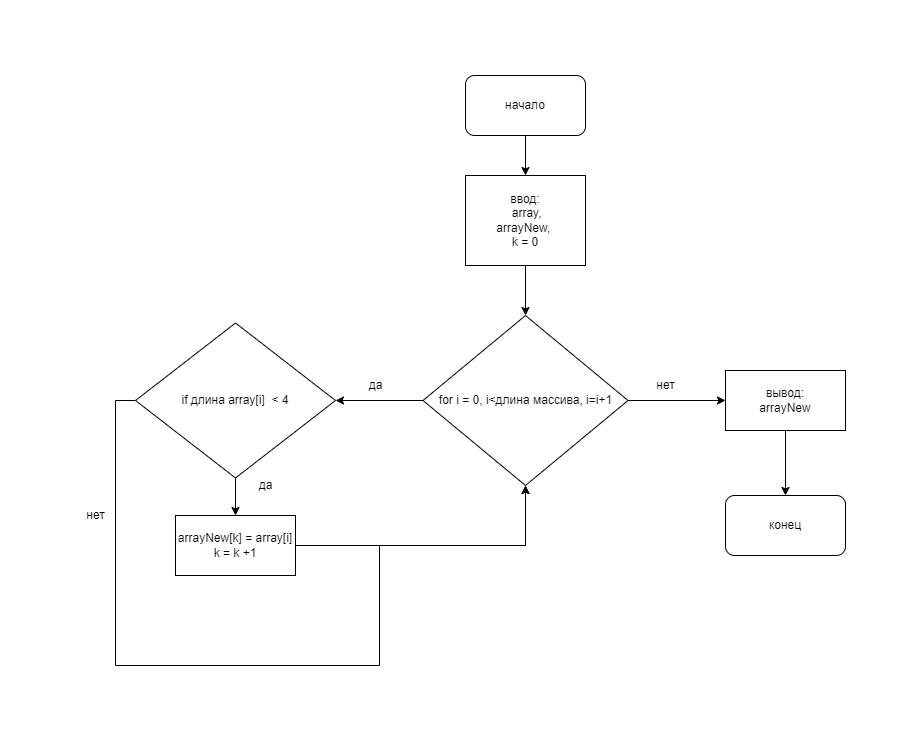 начало
ввод:
array,
arrayNew,
k = 0
for i = 0, i<длина массива, i=i+1
да
нет
if длина array[i] < 4
да
нет
arrayNew[k] = array[i]
k = k +1
вывод:
arrayNew
конец